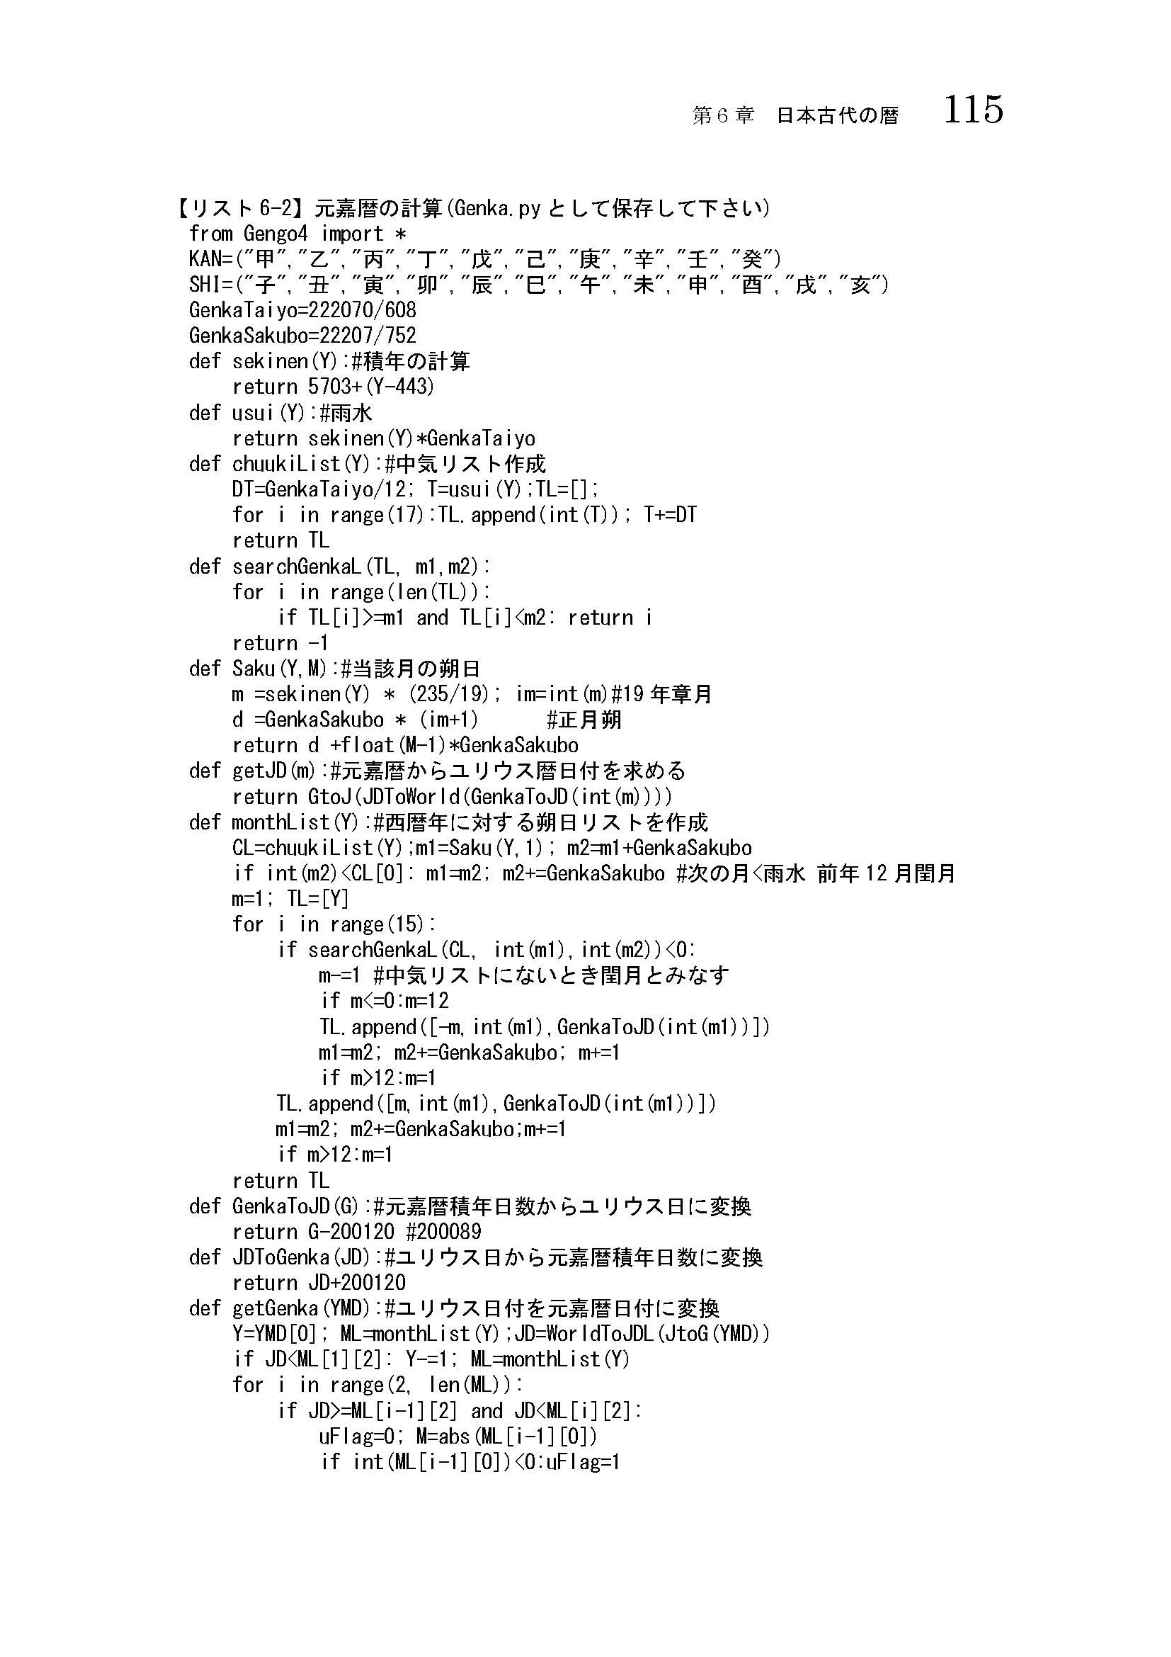 第6章　日本古代の暦　115
【リスト6-2】元嘉暦の計算(Genka.pyとして保存して下さい)
from Gengo4 import *
KAN=("甲","乙","丙","丁","戊","己","庚","辛","壬","癸")
SHI=("子","丑","寅","卯","辰","巳","午","未","申","酉","戌","亥")
GenkaTaiyo=222070/608
GenkaSakubo=22207/752
def sekinen(Y):#積年の計算
    return 5703+(Y-443)
def usui(Y):#雨水
    return sekinen(Y)*GenkaTaiyo
def chuukiList(Y):#中気リスト作成
    DT=GenkaTaiyo/12; T=usui(Y);TL=[];
    for i in range(17):TL.append(int(T)); T+=DT
    return TL
def searchGenkaL(TL, m1,m2):
    for i in range(len(TL)):
        if TL[i]>=m1 and TL[i]<m2: return i
    return -1
def Saku(Y,M):#当該月の朔日
    m =sekinen(Y) * (235/19); im=int(m)#19年章月
    d =GenkaSakubo * (im+1)      #正月朔
    return d +float(M-1)*GenkaSakubo
def getJD(m):#元嘉暦からユリウス暦日付を求める
    return GtoJ(JDToWorld(GenkaToJD(int(m))))
def monthList(Y):#西暦年に対する朔日リストを作成
    CL=chuukiList(Y);m1=Saku(Y,1); m2=m1+GenkaSakubo
    if int(m2)<CL[0]: m1=m2; m2+=GenkaSakubo #次の月<雨水 前年12月閏月
    m=1; TL=[Y]
    for i in range(15):
        if searchGenkaL(CL, int(m1),int(m2))<0:
            m-=1 #中気リストにないとき閏月とみなす
            if m<=0:m=12
            TL.append([-m,int(m1),GenkaToJD(int(m1))])
            m1=m2; m2+=GenkaSakubo; m+=1
            if m>12:m=1
        TL.append([m,int(m1),GenkaToJD(int(m1))])
        m1=m2; m2+=GenkaSakubo;m+=1
        if m>12:m=1
    return TL
def GenkaToJD(G):#元嘉暦積年日数からユリウス日に変換
    return G-200120 #200089
def JDToGenka(JD):#ユリウス日から元嘉暦積年日数に変換
    return JD+200120
def getGenka(YMD):#ユリウス日付を元嘉暦日付に変換
    Y=YMD[0]; ML=monthList(Y);JD=WorldToJDL(JtoG(YMD))
    if JD<ML[1][2]: Y-=1; ML=monthList(Y)
    for i in range(2, len(ML)):
        if JD>=ML[i-1][2] and JD<ML[i][2]:
            uFlag=0; M=abs(ML[i-1][0])
            if int(ML[i-1][0])<0:uFlag=1